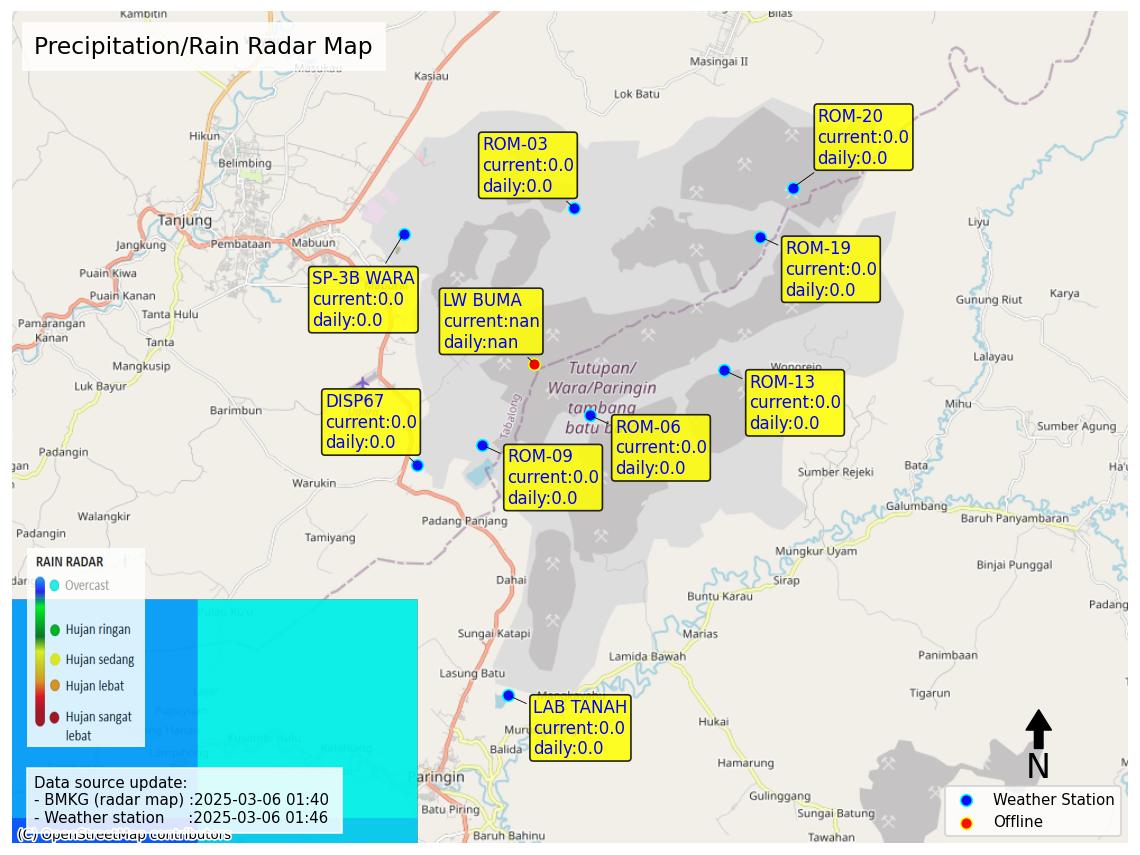 Kambitin
Bilas
Precipitation/Rain Radar Map
Masukau
Masingai II
Kasiau
Lok Batu
ROM-20
current:0.0
daily:0.0
Hikun
ROM-03
current:0.0
daily:0.0
Belimbing
Tanjung
Liyu
Jangkung
Pembataan
Mabuun
ROM-19
current:0.0
daily:0.0
Puain Kiwa
SP-3B WARA
current:0.0
daily:0.0
LW BUMA
current:nan
daily:nan
Puain Kanan
Gunung Riut
Karya
Tanta Hulu
Pamarangan
Kanan
Tanta
Lalayau
Mangkusip
Wonorejo
Tutupan/
Wara/Paringin
tambang
batu b
Luk Bayur
ROM-13
current:0.0
daily:0.0
Barimbun
DISP67
current:0.0
daily:0.0
Tabalong
Mihu
ROM-06
current:0.0
daily:0.0
Sumber Agung
ROM-09
current:0.0
daily:0.0
Ha
gan
Bata
Sumber Rejeki
Warukin
Galumbang
Walangkir
Padang Panjang
Baruh Panyambaran
Padangin
Tamiyang
Mungkur Uyam
RAIN RADAR
Overcast
Hujan ringan
Hujan sedang
Hujan lebat
Hujan sangat
lebat
Binjai Punggal
Dahai
Sirap
Buntu Karau
Padang
Sungai Katapi
Marias
Lamida Bawah
Panimbaan
Lasung Batu
Tigarun
LAB TANAH
current:0.0
daily:0.0
Hukai
Muru
Balida
N
Hamarung
Paringin
Data source update:
- BMKG (radar map) :2025-03-06 01:40
- Weather station :2025-03-06 01:46
Gulinggang
Weather Station
Offline
Batu Piring
Sungai Batung
Baruh Bahinu
Tawahan
(C) OpenStreetMap contributors